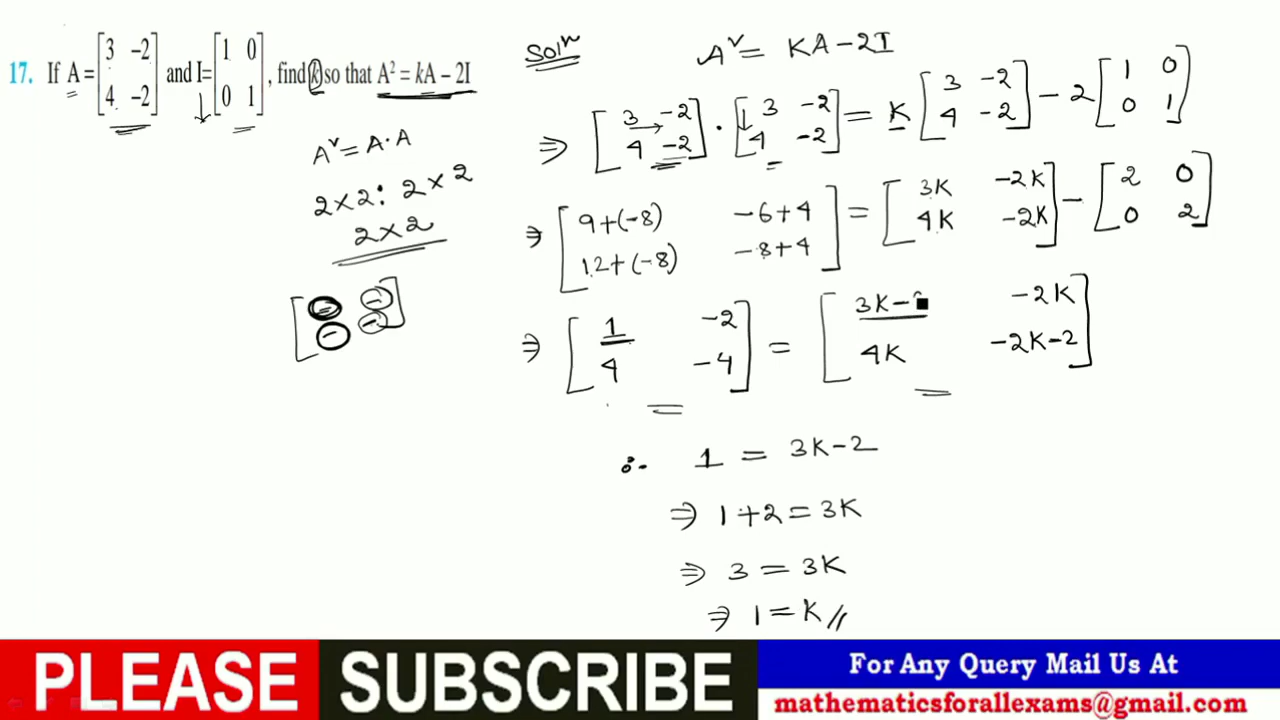 17. If A = [3 -2 4 -2] and I = [1 0 0 1], find k so that A² = kA – 2I
Solⁿ
A² = KA – 2I
A² = A·A
2×2 : 2×2
2×2
⇒ [3 -2 4 -2] · [3 -2 4 -2] = K [3 -2 4 -2] – 2 [1 0 0 1]
⇒ [9+(-8) -6+4 12+(-8) -8+4] = [3K -2K 4K -2K] – [2 0 0 2]
⇒ [1 -2 4 -4] = [3K- -2K 4K -2K-2]
∴ 1 = 3K-2
⇒ 1+2 = 3K
⇒ 3 = 3K
⇒ 1 = K //
PLEASE SUBSCRIBE
For Any Query Mail Us At
mathematicsforallexams@gmail.com